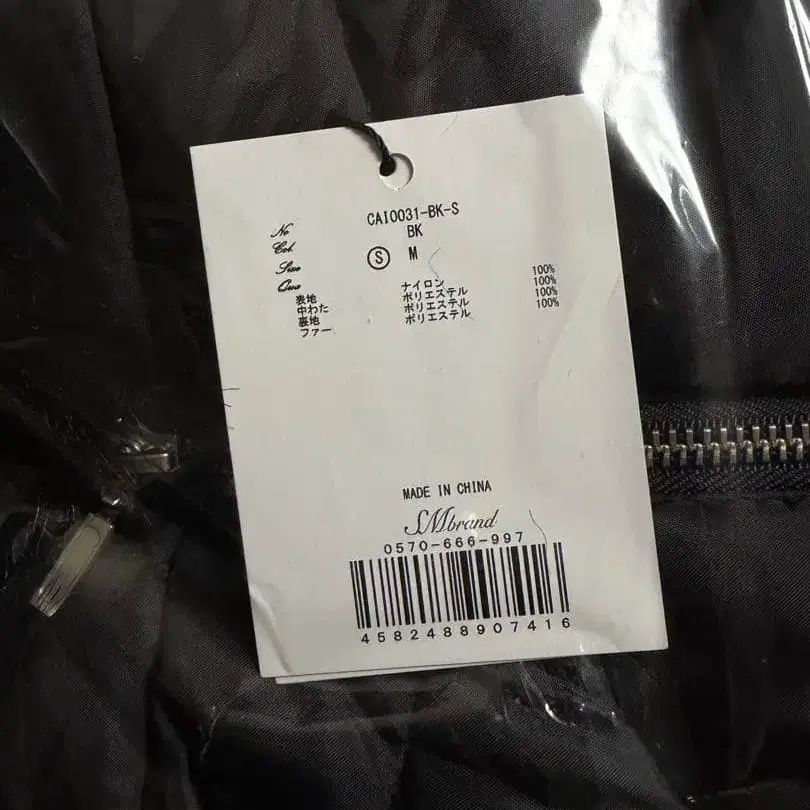 No CAI0031-BK-S
Col. BK
Size S M
Qua
表地 ナイロン 100%
中わた ポリエステル 100%
裏地 ポリエステル 100%
ファー ポリエステル 100%
MADE IN CHINA
SMbrand
0570-666-997
4582488907416